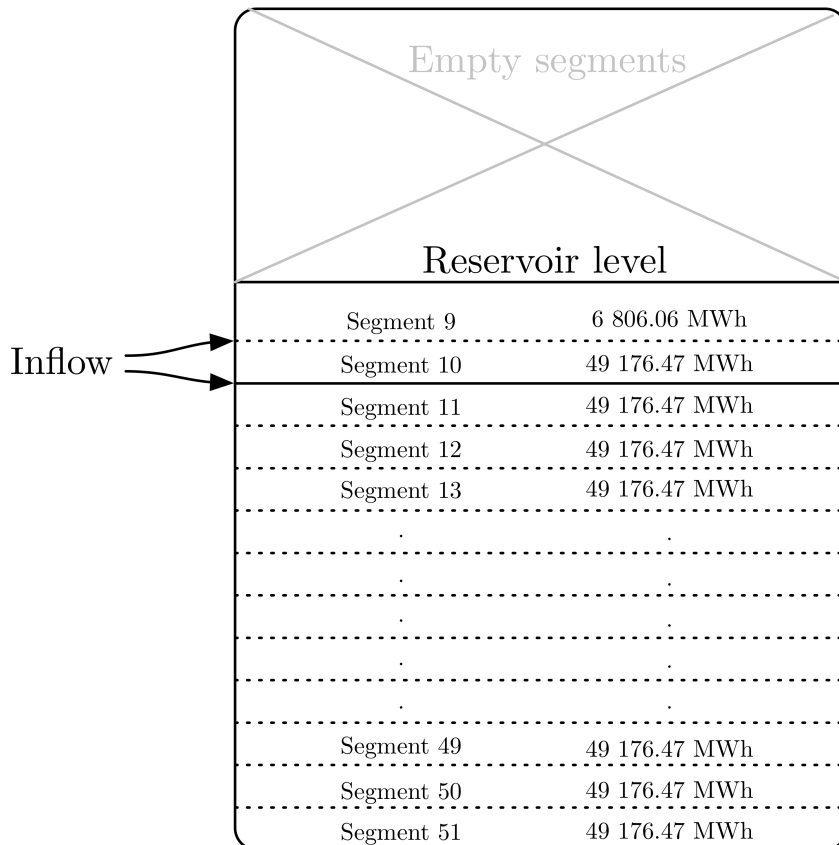 Empty segments
Reservoir level
Segment 9 6 806.06 MWh
Inflow
Segment 10 49 176.47 MWh
Segment 11 49 176.47 MWh
Segment 12 49 176.47 MWh
Segment 13 49 176.47 MWh
. .
. .
. .
. .
. .
Segment 49 49 176.47 MWh
Segment 50 49 176.47 MWh
Segment 51 49 176.47 MWh